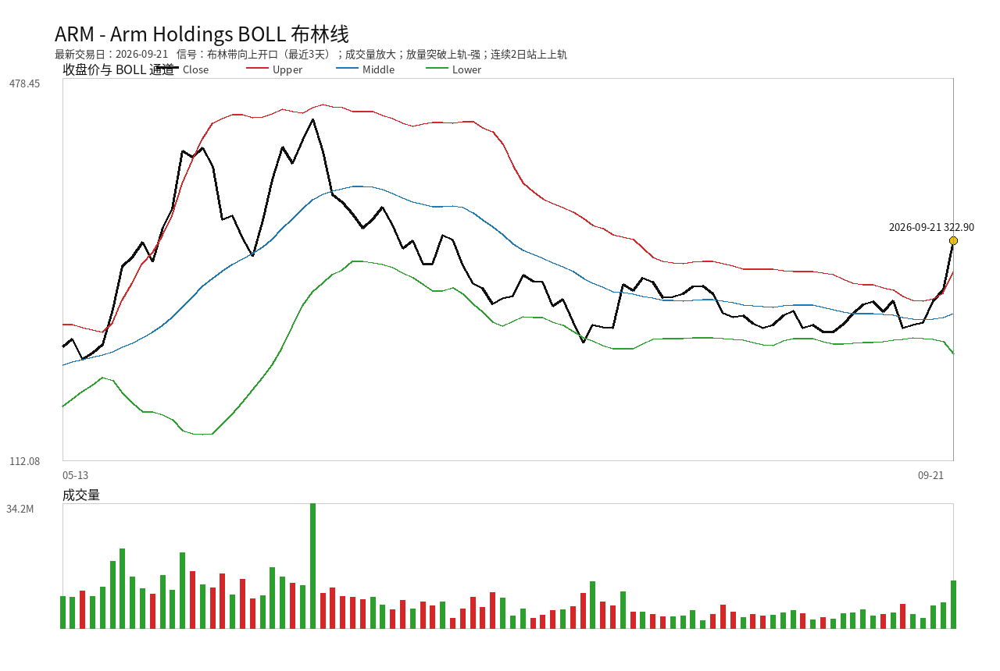 ARM - Arm Holdings BOLL 布林线
最新交易日：2026-09-21 信号：布林带向上开口（最近3天）；成交量放大；放量突破上轨-强；连续2日站上上轨
收盘价与 BOLL 通道 Close Upper Middle Lower
478.45
2026-09-21 322.90
112.08
05-13 09-21
成交量
34.2M